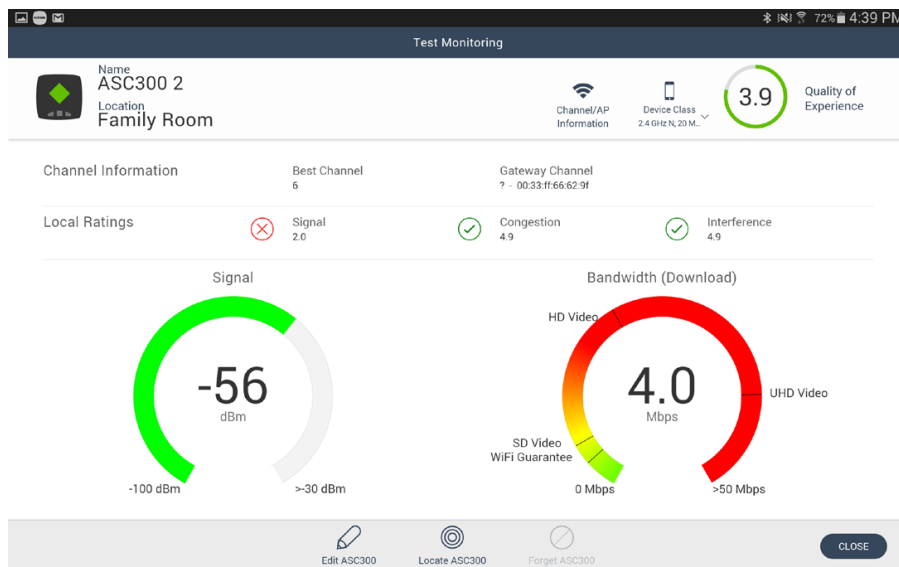 72% 4:39 PM
Test Monitoring
Name
ASC300 2
Location
Family Room
Channel/AP
Information
Device Class
2.4 GHz N, 20 M...
3.9
Quality of
Experience
Channel Information
Best Channel
6
Gateway Channel
? - 00:33:ff:66:62:9f
Local Ratings
Signal
2.0
Congestion
4.9
Interference
4.9
Signal
-56
dBm
-100 dBm
>-30 dBm
Bandwidth (Download)
HD Video
4.0
Mbps
UHD Video
SD Video
WiFi Guarantee
0 Mbps
>50 Mbps
Edit ASC300
Locate ASC300
Forget ASC300
CLOSE